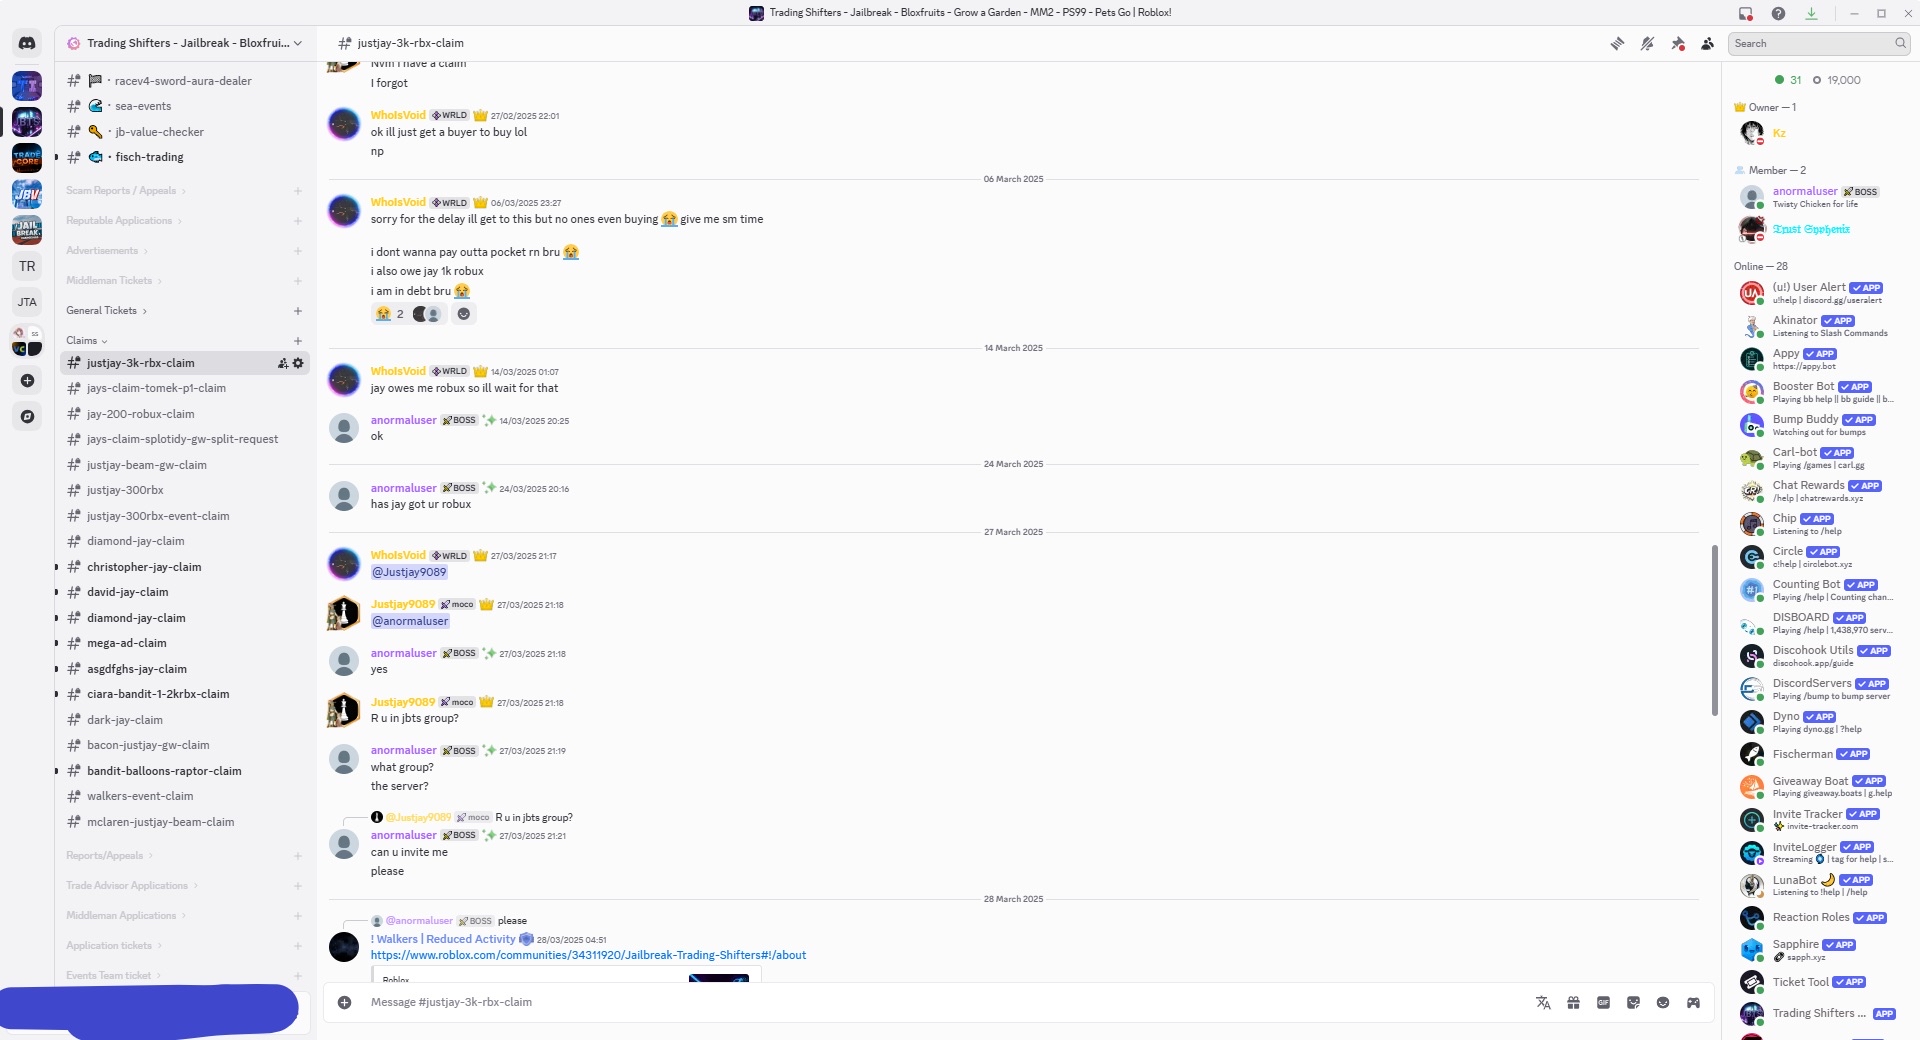 Trading Shifters - Jailbreak - Bloxfruits - Grow a Garden - MM2 - PS99 - Pets Go | Roblox!
Trading Shifters - Jailbreak - Bloxfrui...
racev4-sword-aura-dealer
sea-events
jb-value-checker
fisch-trading
Scam Reports / Appeals
Reputable Applications
Advertisements
Middleman Tickets
General Tickets
Claims
justjay-3k-rbx-claim
jays-claim-tomek-p1-claim
jay-200-robux-claim
jays-claim-splotidy-gw-split-request
justjay-beam-gw-claim
justjay-300rbx
justjay-300rbx-event-claim
diamond-jay-claim
christopher-jay-claim
david-jay-claim
diamond-jay-claim
mega-ad-claim
asgdfghs-jay-claim
ciara-bandit-1-2krbx-claim
dark-jay-claim
bacon-justjay-gw-claim
bandit-balloons-raptor-claim
walkers-event-claim
mclaren-justjay-beam-claim
Reports/Appeals
Trade Advisor Applications
Middleman Applications
Application tickets
Events Team ticket
TRADE CORE
JBV
JAIL BREAK
TR
JTA
SS
VC
justjay-3k-rbx-claim
Search
Nvm i have a claim
I forgot
WhoIsVoid WRLD 27/02/2025 22:01
ok ill just get a buyer to buy lol
np
06 March 2025
WhoIsVoid WRLD 06/03/2025 23:27
sorry for the delay ill get to this but no ones even buying 😭 give me sm time
i dont wanna pay outta pocket rn bru 😭
i also owe jay 1k robux
i am in debt bru 😭
😭 2
14 March 2025
WhoIsVoid WRLD 14/03/2025 01:07
jay owes me robux so ill wait for that
anormaluser BOSS 14/03/2025 20:25
ok
24 March 2025
anormaluser BOSS 24/03/2025 20:16
has jay got ur robux
27 March 2025
WhoIsVoid WRLD 27/03/2025 21:17
@Justjay9089
Justjay9089 moco 27/03/2025 21:18
@anormaluser
anormaluser BOSS 27/03/2025 21:18
yes
Justjay9089 moco 27/03/2025 21:18
R u in jbts group?
anormaluser BOSS 27/03/2025 21:19
what group?
the server?
@Justjay9089 moco R u in jbts group?
anormaluser BOSS 27/03/2025 21:21
can u invite me
please
28 March 2025
@anormaluser BOSS please
! Walkers | Reduced Activity 28/03/2025 04:51
https://www.roblox.com/communities/34311920/Jailbreak-Trading-Shifters#!/about
Roblox
Message #justjay-3k-rbx-claim
GIF
31 19,000
Owner — 1
Kz
Member — 2
anormaluser BOSS
Twisty Chicken for life
Online — 28
(u!) User Alert APP
u!help | discord.gg/useralert
Akinator APP
Listening to Slash Commands
Appy APP
https://appy.bot
Booster Bot APP
Playing bb help || bb guide || b...
Bump Buddy APP
Watching out for bumps
Carl-bot APP
Playing /games | carl.gg
Chat Rewards APP
/help | chatrewards.xyz
Chip APP
Listening to /help
Circle APP
c!help | circlebot.xyz
Counting Bot APP
Playing /help | Counting chan...
DISBOARD APP
Playing /help | 1,438,970 serv...
Discohook Utils APP
discohook.app/guide
DiscordServers APP
Playing /bump to bump server
Dyno APP
Playing dyno.gg | ?help
Fischerman APP
Giveaway Boat APP
Playing giveaway.boats | g.help
Invite Tracker APP
invite-tracker.com
InviteLogger APP
Streaming | tag for help | s...
LunaBot 🌙 APP
Listening to !help | /help
Reaction Roles APP
Sapphire APP
sapph.xyz
Ticket Tool APP
Trading Shifters ... APP